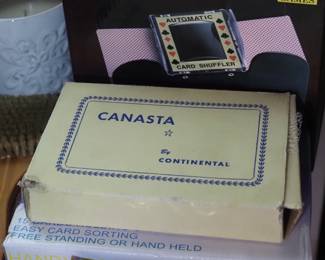 AUTOMATIC
CARD SHUFFLER
CANASTA
By
CONTINENTAL
EASY CARD SORTING
FREE STANDING OR HAND HELD